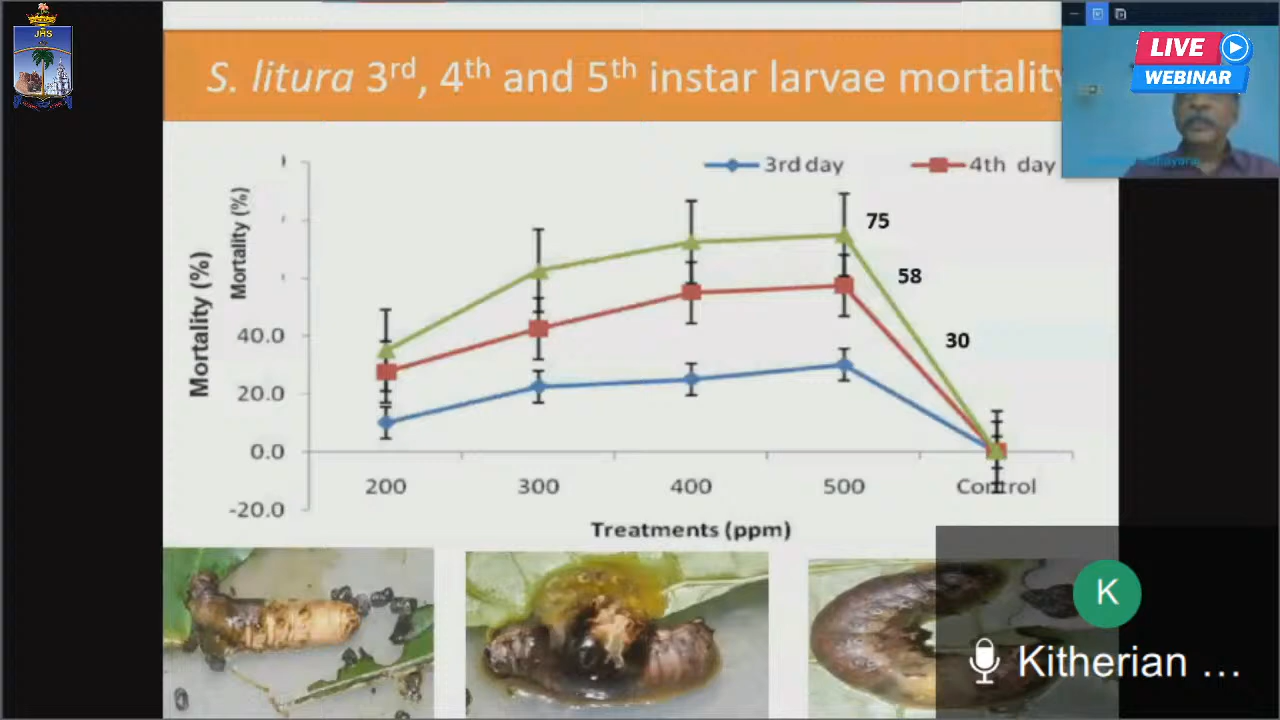 JHS
S. litura 3rd, 4th and 5th instar larvae mortality
LIVE
WEBINAR
3rd day
4th day
Mortality (%)
Mortality (%)
75
58
30
40.0
20.0
0.0
-20.0
200 300 400 500 Control
Treatments (ppm)
K
Kitherian ...